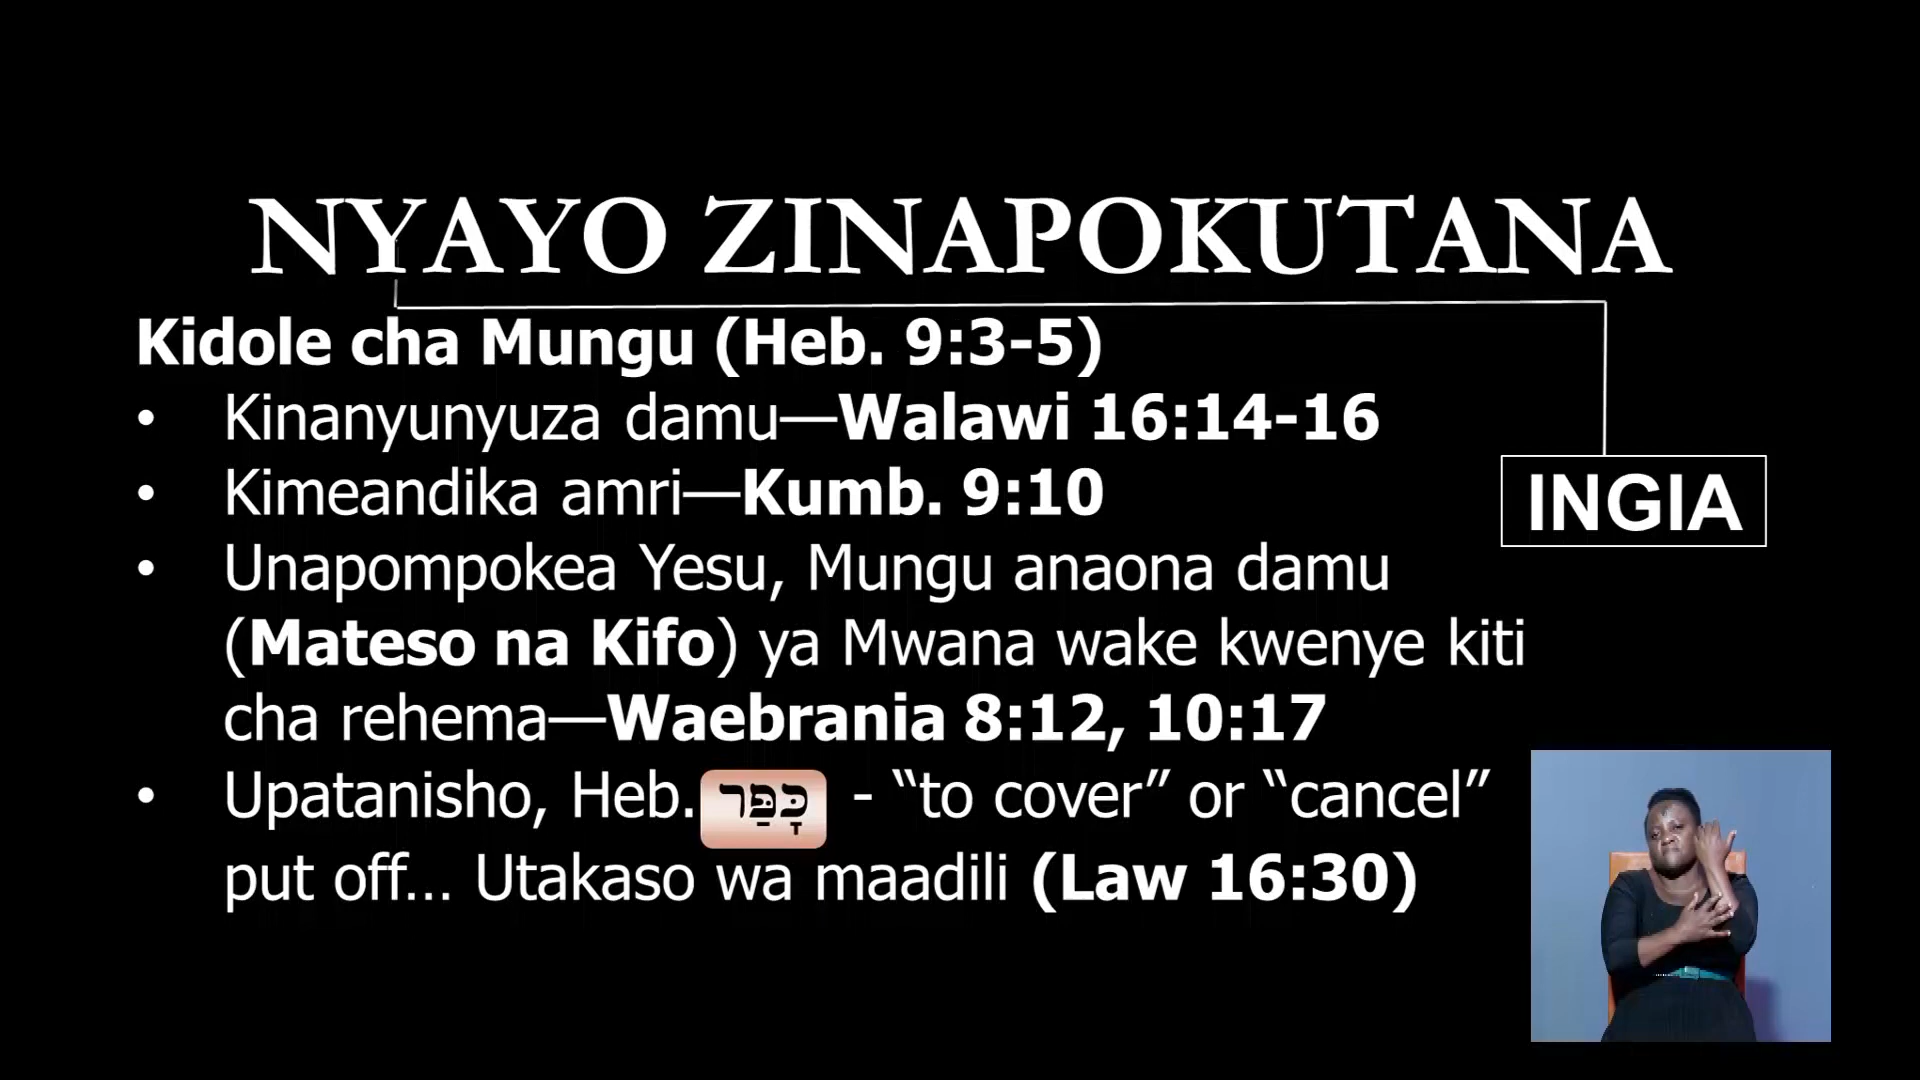 NYAYO ZINAPOKUTANA
Kidole cha Mungu (Heb. 9:3-5)
• Kinanyunyuza damu—Walawi 16:14-16
• Kimeandika amri—Kumb. 9:10
INGIA
• Unapompokea Yesu, Mungu anaona damu
(Mateso na Kifo) ya Mwana wake kwenye kiti
cha rehema—Waebrania 8:12, 10:17
• Upatanisho, Heb. כָּפַּר - “to cover” or “cancel”
put off… Utakaso wa maadili (Law 16:30)